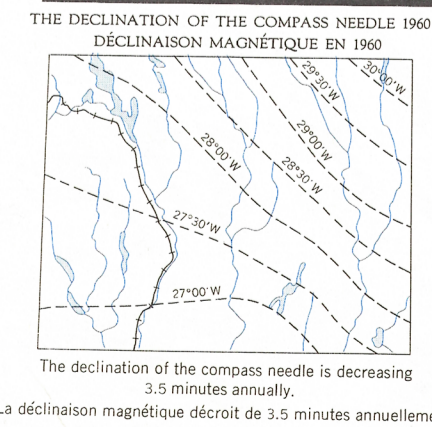 THE DECLINATION OF THE COMPASS NEEDLE 1960
DÉCLINAISON MAGNÉTIQUE EN 1960
30°00'W
29°30'W
29°00'W
28°00'W
28°30'W
27°30'W
27°00'W
The declination of the compass needle is decreasing
3.5 minutes annually.
La déclinaison magnétique décroit de 3.5 minutes annuelleme